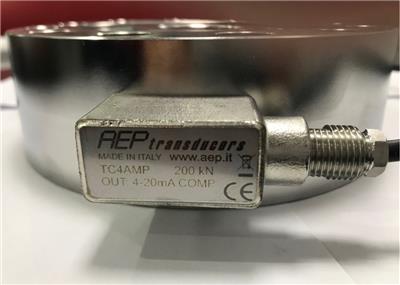 AEP transducers
MADE IN ITALY www.aep.it
TC4AMP 200 kN
OUT: 4-20mA COMP
CE